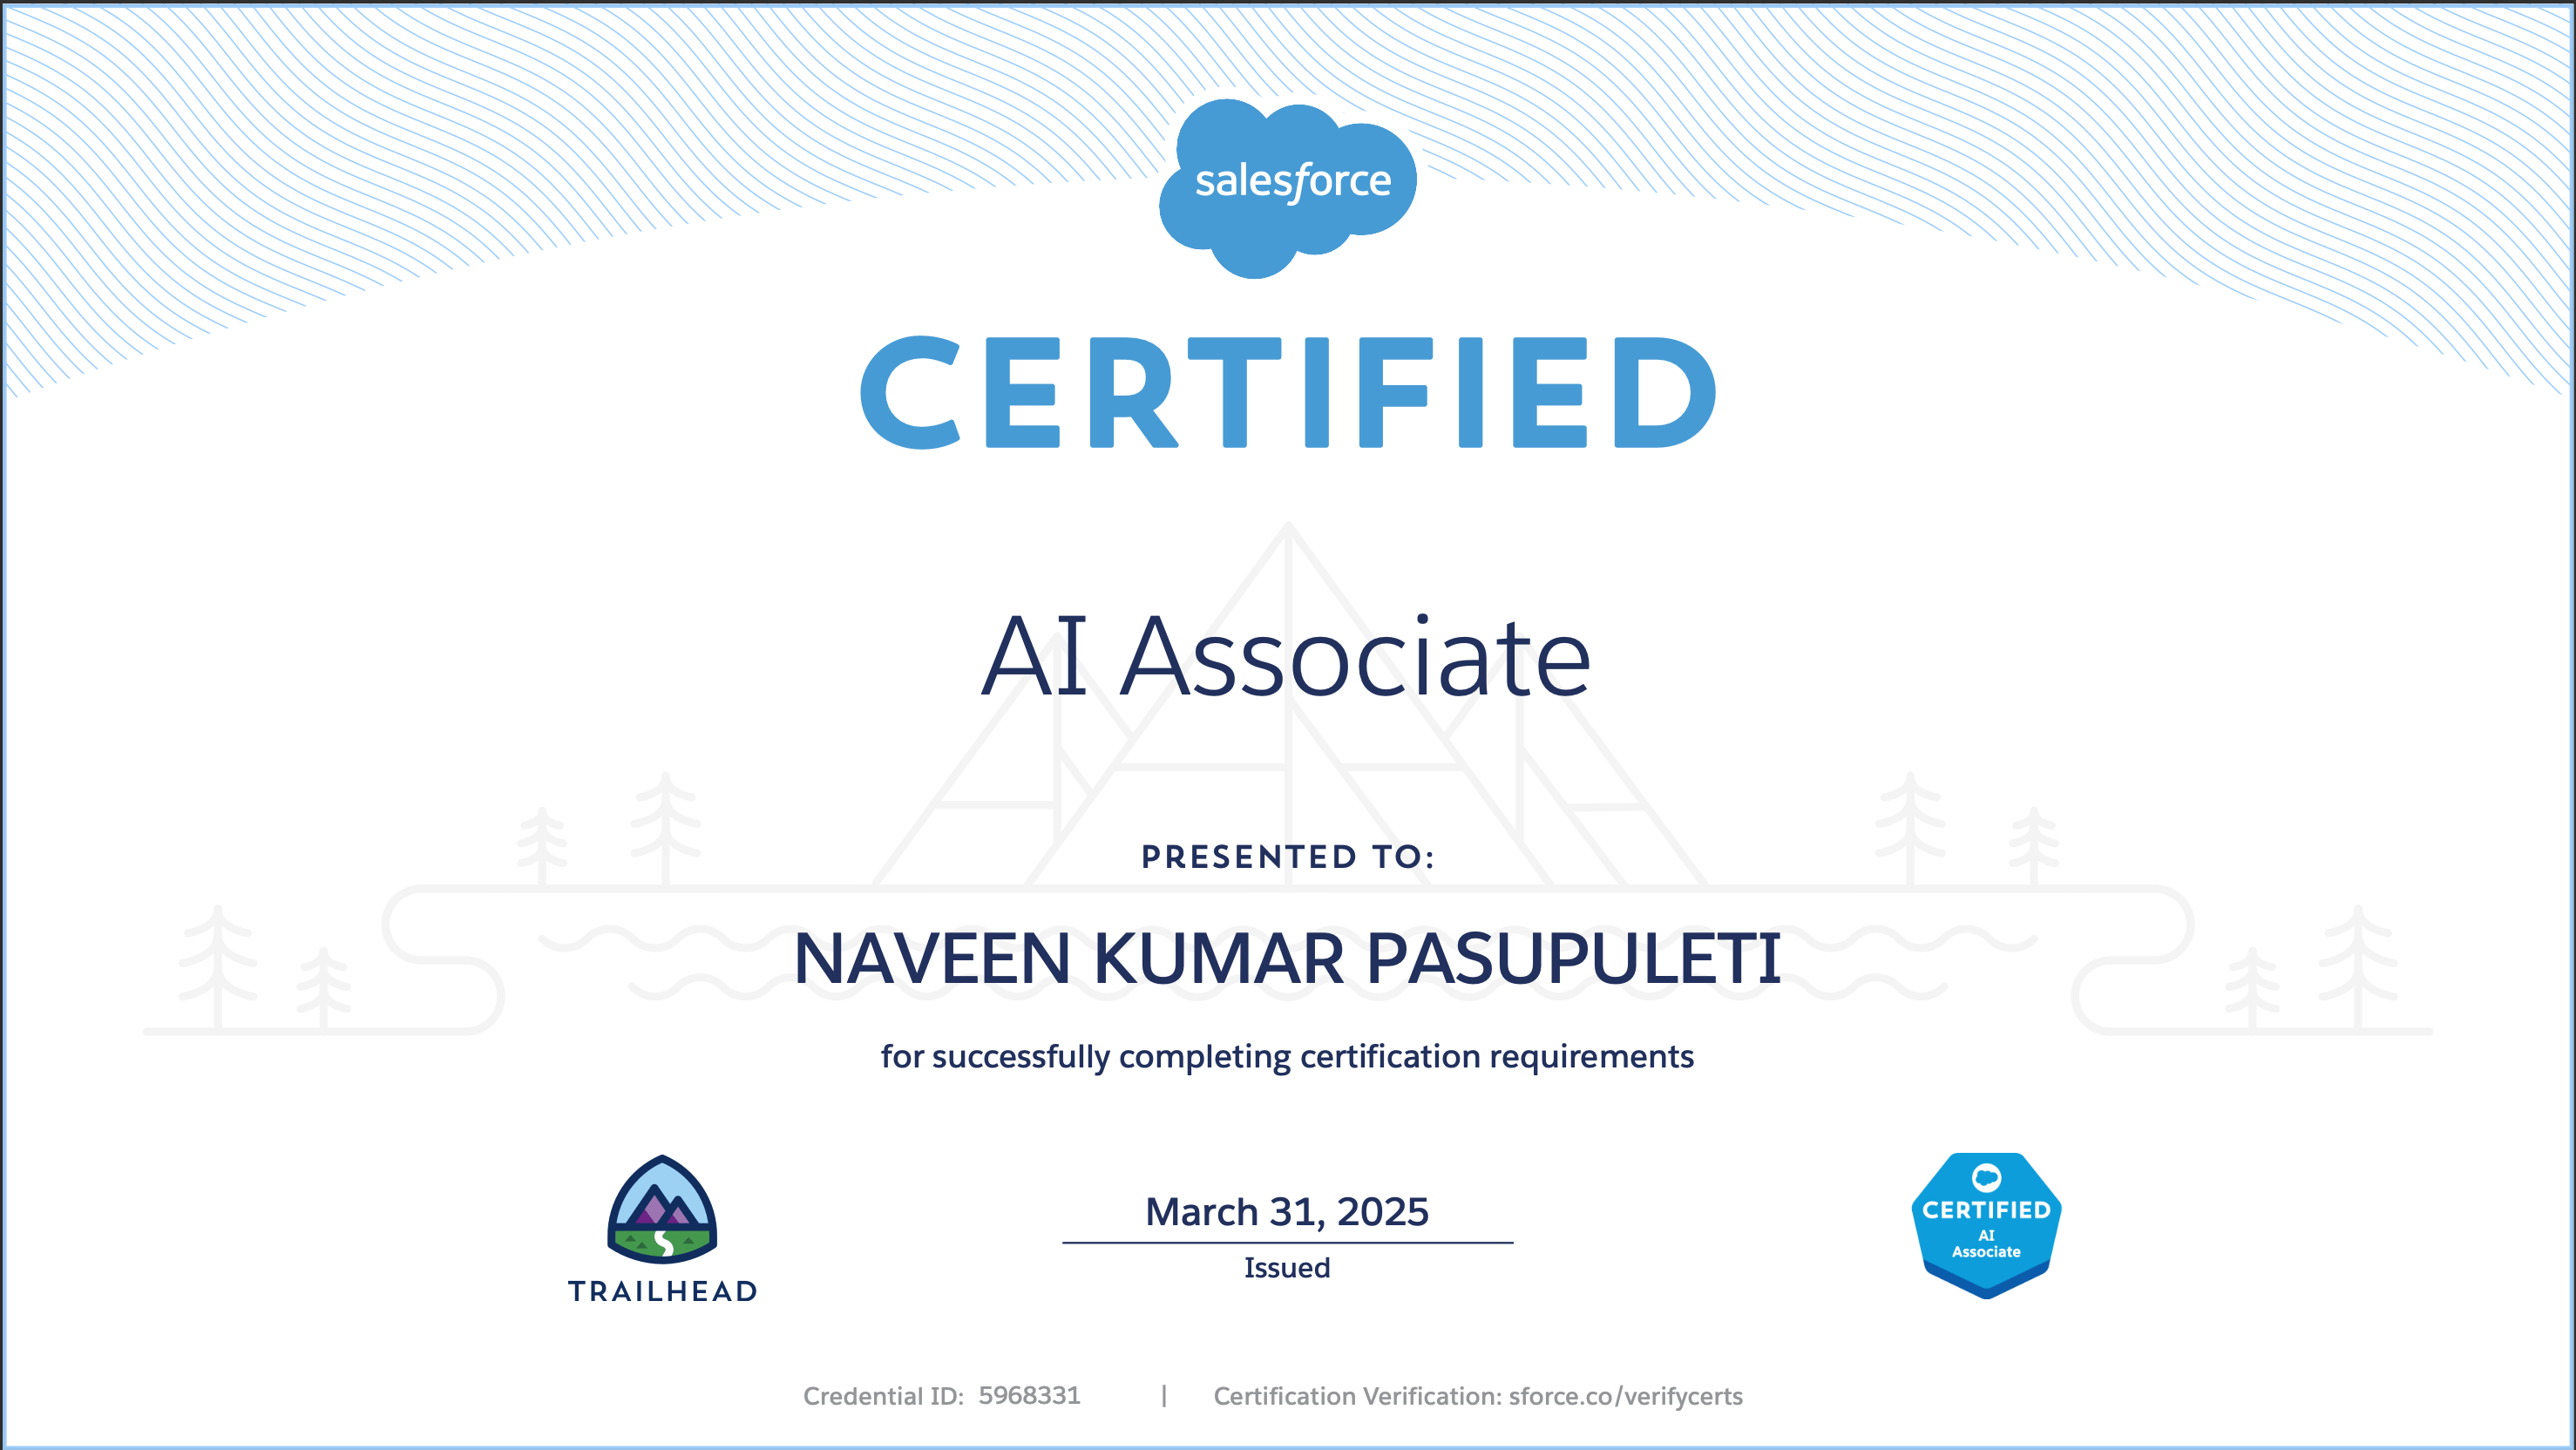 salesforce
CERTIFIED
AI Associate
PRESENTED TO:
NAVEEN KUMAR PASUPULETI
for successfully completing certification requirements
TRAILHEAD
March 31, 2025
Issued
CERTIFIED
AI
Associate
Credential ID: 5968331 | Certification Verification: sforce.co/verifycerts